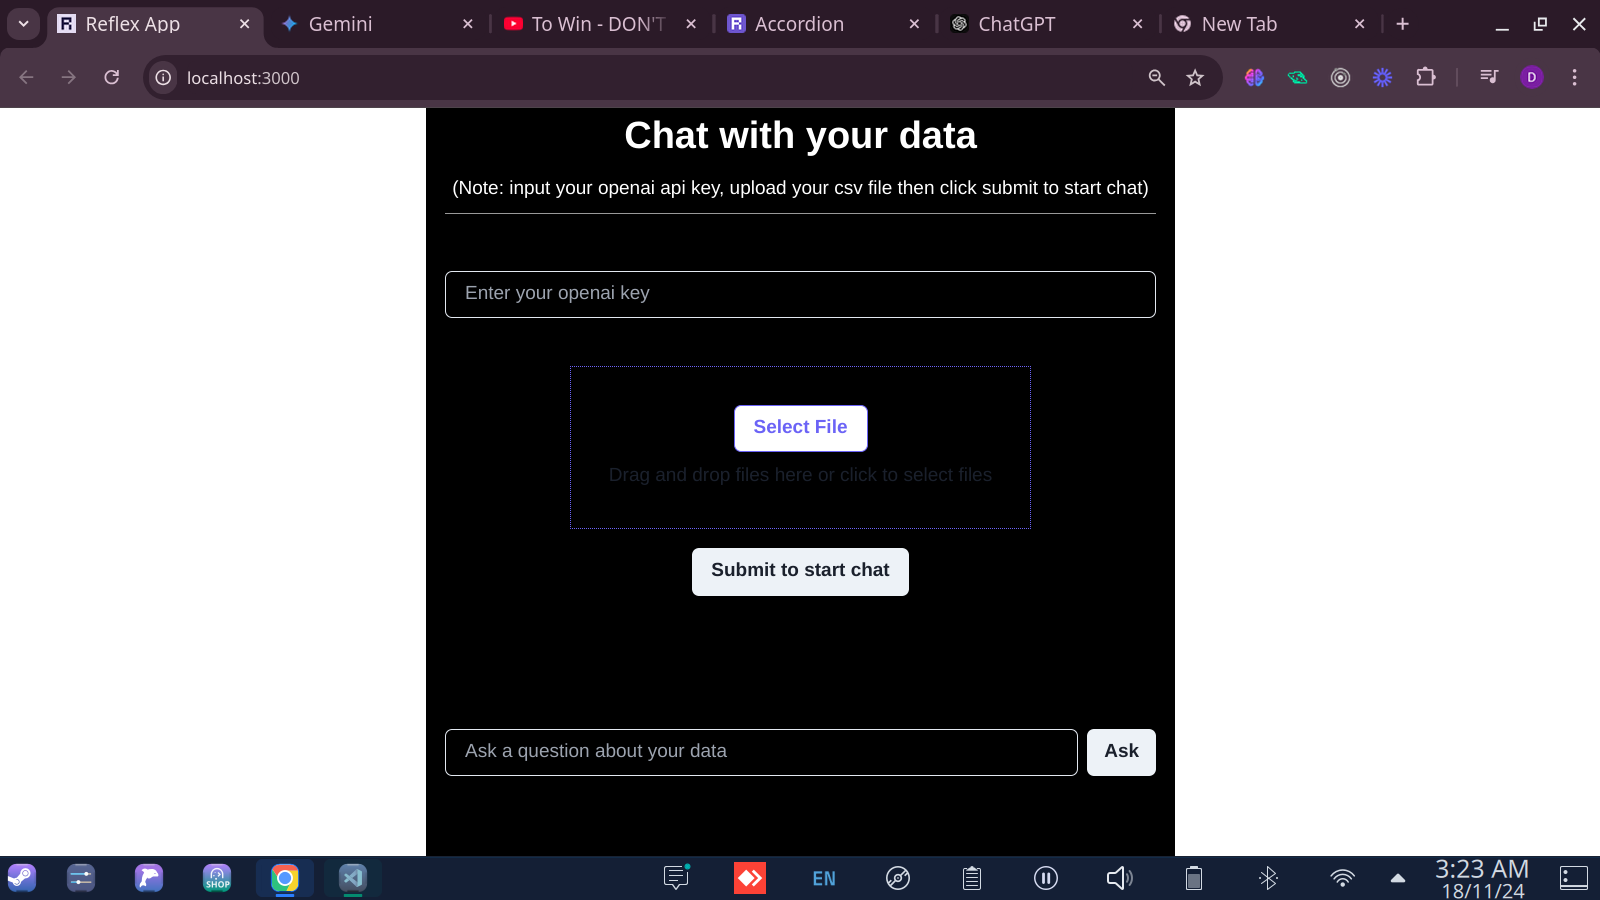 Reflex App
Gemini
To Win - DON'T
Accordion
ChatGPT
New Tab
localhost:3000
D
Chat with your data
(Note: input your openai api key, upload your csv file then click submit to start chat)
Enter your openai key
Select File
Drag and drop files here or click to select files
Submit to start chat
Ask a question about your data
Ask
SHOP
EN
3:23 AM
18/11/24